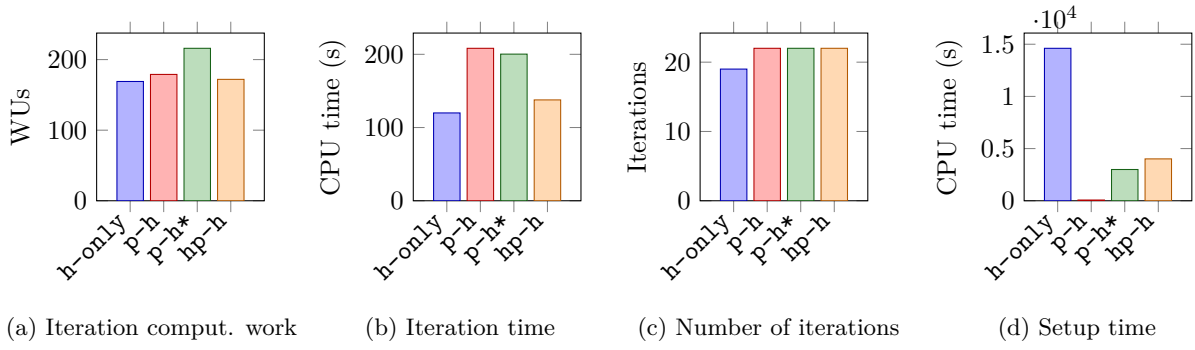 WUs
200
100
0
h-only
p-h
p-h*
hp-h
(a) Iteration comput. work
CPU time (s)
200
100
0
h-only
p-h
p-h*
hp-h
(b) Iteration time
Iterations
20
10
0
h-only
p-h
p-h*
hp-h
(c) Number of iterations
CPU time (s)
·10⁴
1.5
1
0.5
0
h-only
p-h
p-h*
hp-h
(d) Setup time